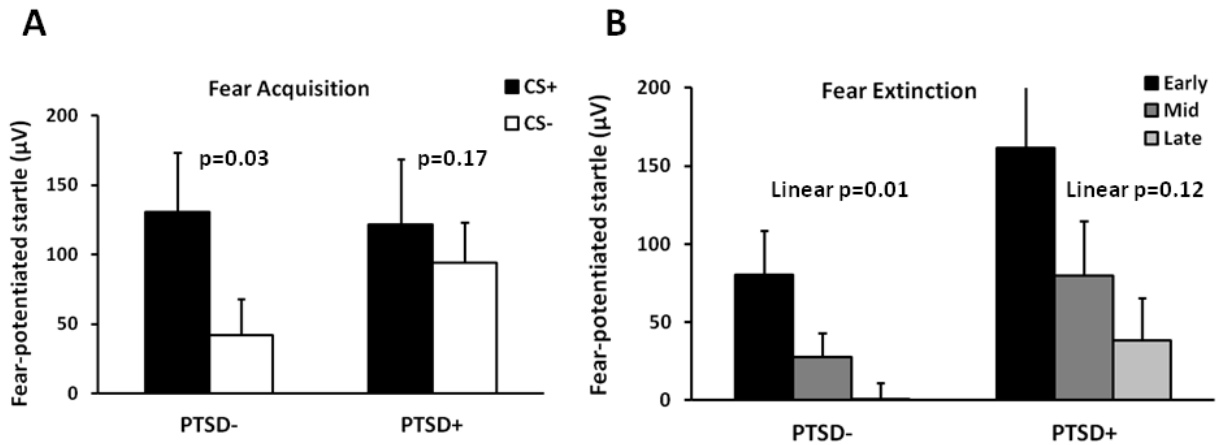 A
Fear Acquisition
CS+
CS-
Fear-potentiated startle (µV)
200
150
100
50
0
p=0.03
p=0.17
PTSD-
PTSD+
B
Fear Extinction
Early
Mid
Late
Fear-potentiated startle (µV)
200
150
100
50
0
Linear p=0.01
Linear p=0.12
PTSD-
PTSD+